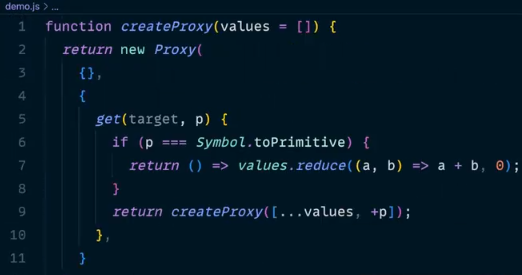 demo.js > ...
1 function createProxy(values = []) {
2 return new Proxy(
3 {},
4 {
5 get(target, p) {
6 if (p === Symbol.toPrimitive) {
7 return () => values.reduce((a, b) => a + b, 0);
8 }
9 return createProxy([...values, +p]);
10 },
11 }